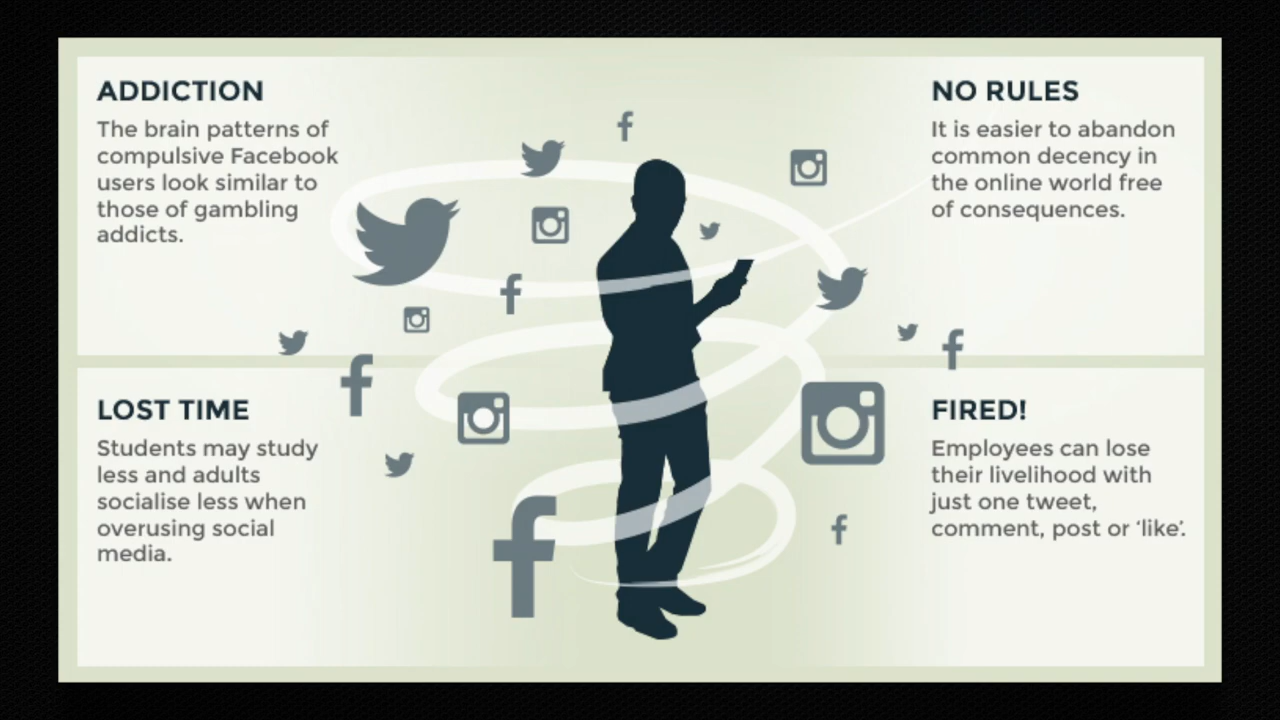 ADDICTION
The brain patterns of
compulsive Facebook
users look similar to
those of gambling
addicts.
NO RULES
It is easier to abandon
common decency in
the online world free
of consequences.
LOST TIME
Students may study
less and adults
socialise less when
overusing social
media.
FIRED!
Employees can lose
their livelihood with
just one tweet,
comment, post or ‘like’.